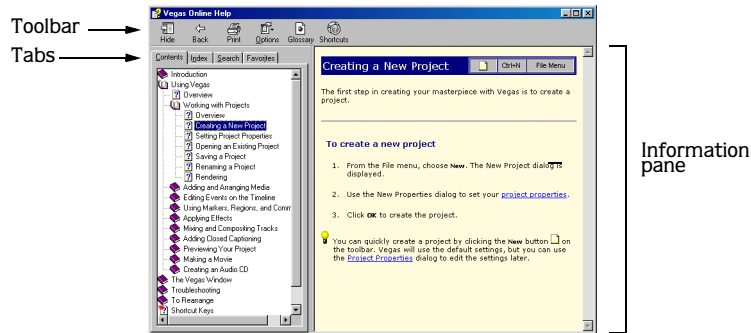 Vegas Online Help
Toolbar
Hide Back Print Options Glossary Shortcuts
Tabs
Contents Index Search Favorites
Introduction
Using Vegas
Overview
Working with Projects
Overview
Creating a New Project
Setting Project Properties
Opening an Existing Project
Saving a Project
Renaming a Project
Rendering
Adding and Arranging Media
Editing Events on the Timeline
Using Markers, Regions, and Comm
Applying Effects
Mixing and Compositing Tracks
Adding Closed Captioning
Previewing Your Project
Making a Movie
Creating an Audio CD
The Vegas Window
Troubleshooting
To Rearrange
Shortcut Keys
Creating a New Project Ctrl+N File Menu
The first step in creating your masterpiece with Vegas is to create a
project.
To create a new project
1. From the File menu, choose New. The New Project dialog is
displayed.
2. Use the New Properties dialog to set your project properties.
3. Click OK to create the project.
You can quickly create a project by clicking the New button on
the toolbar. Vegas will use the default settings, but you can use
the Project Properties dialog to edit the settings later.
Information
pane